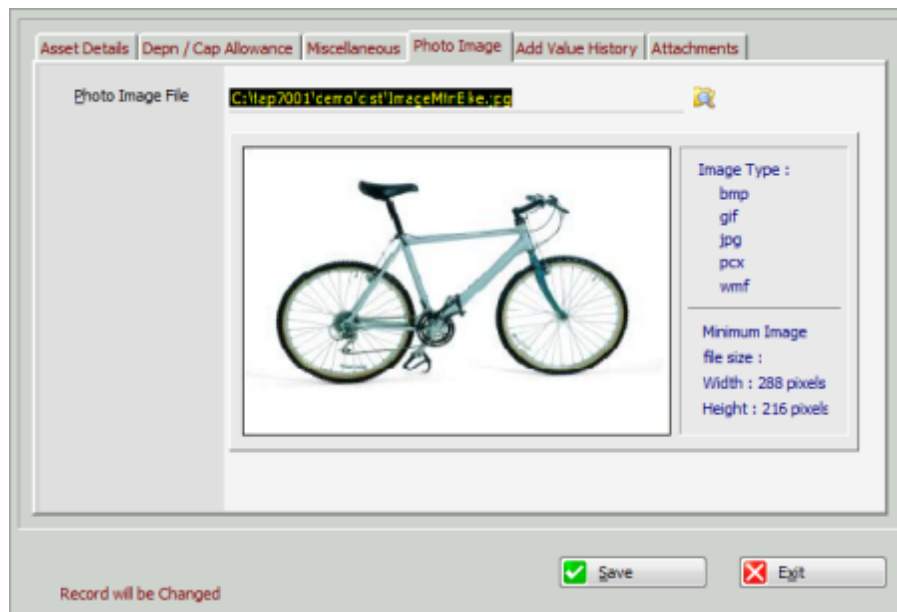 Asset Details
Depn / Cap Allowance
Miscellaneous
Photo Image
Add Value History
Attachments
Photo Image File
Image Type :
bmp
gif
jpg
pcx
wmf
Minimum Image
file size :
Width : 288 pixels
Height : 216 pixels
Save
Exit
Record will be Changed